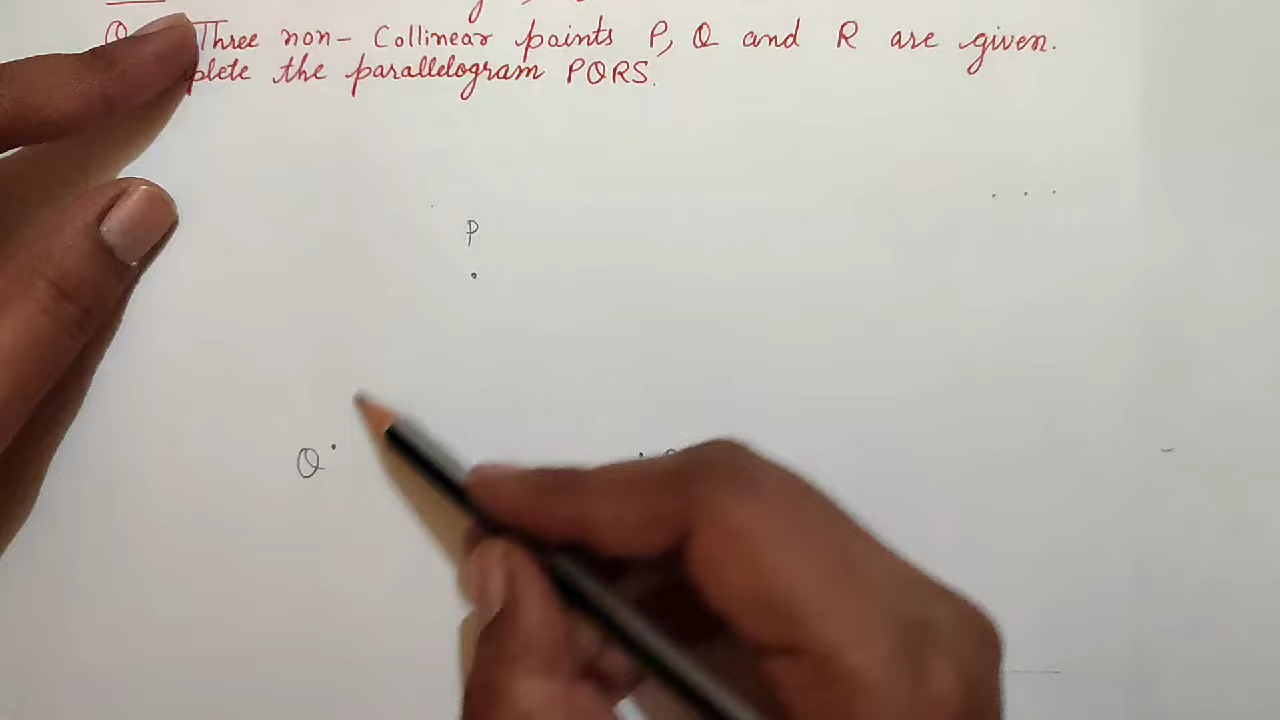 Three non- Collinear points P, Q and R are given.
plete the parallelogram PQRS.
P
Q